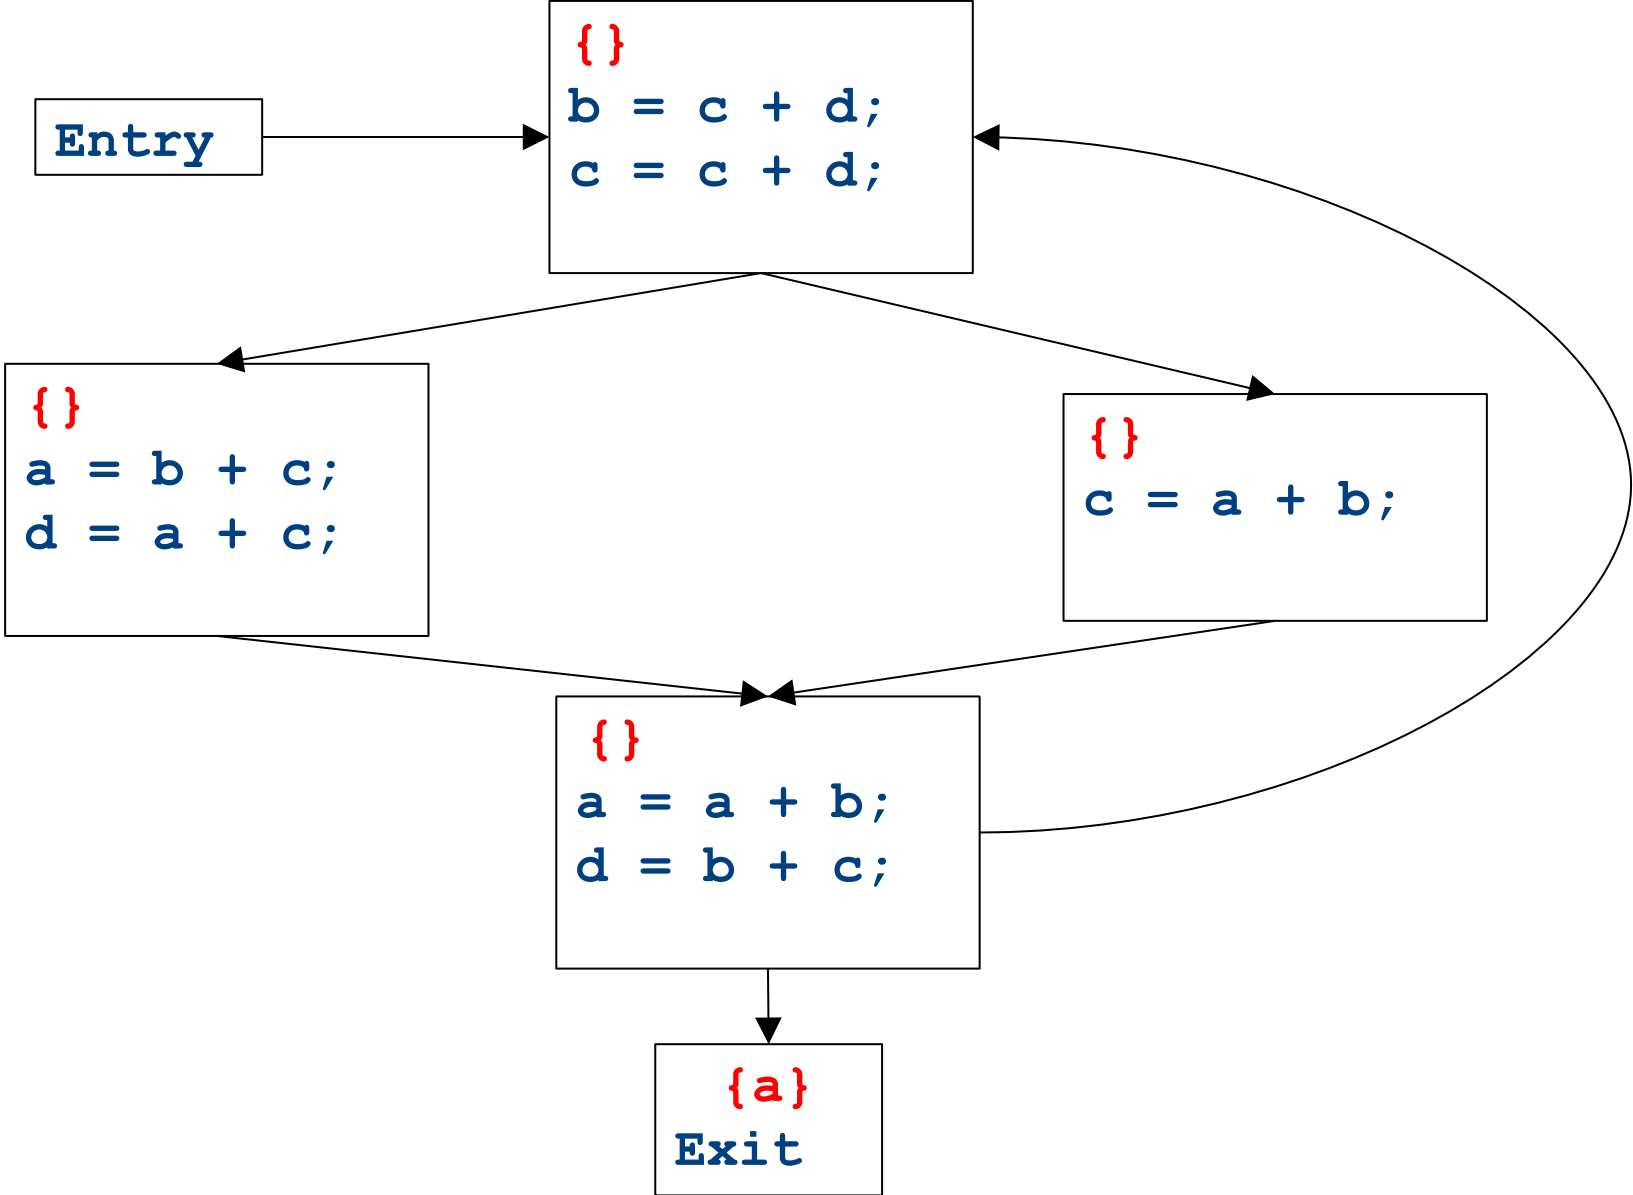 {}
b = c + d;
c = c + d;
Entry
{}
a = b + c;
d = a + c;
{}
c = a + b;
{}
a = a + b;
d = b + c;
{a}
Exit